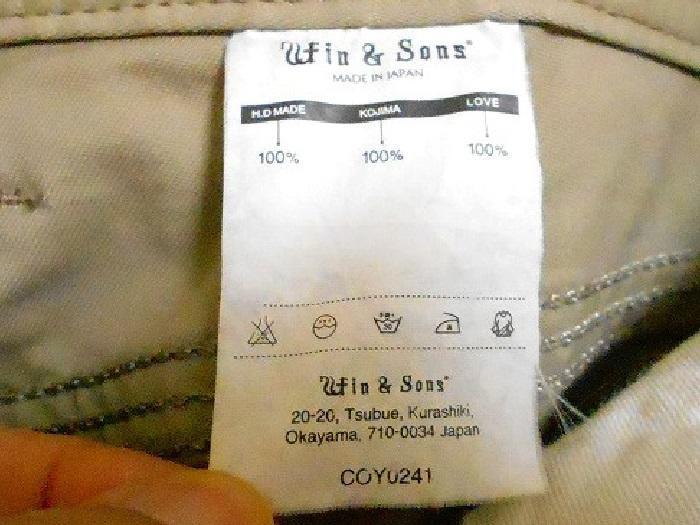 Ufin & Sons
MADE IN JAPAN
H.D MADE KOJIMA LOVE
100% 100% 100%
Ufin & Sons
20-20, Tsubue, Kurashiki,
Okayama, 710-0034 Japan
COY0241